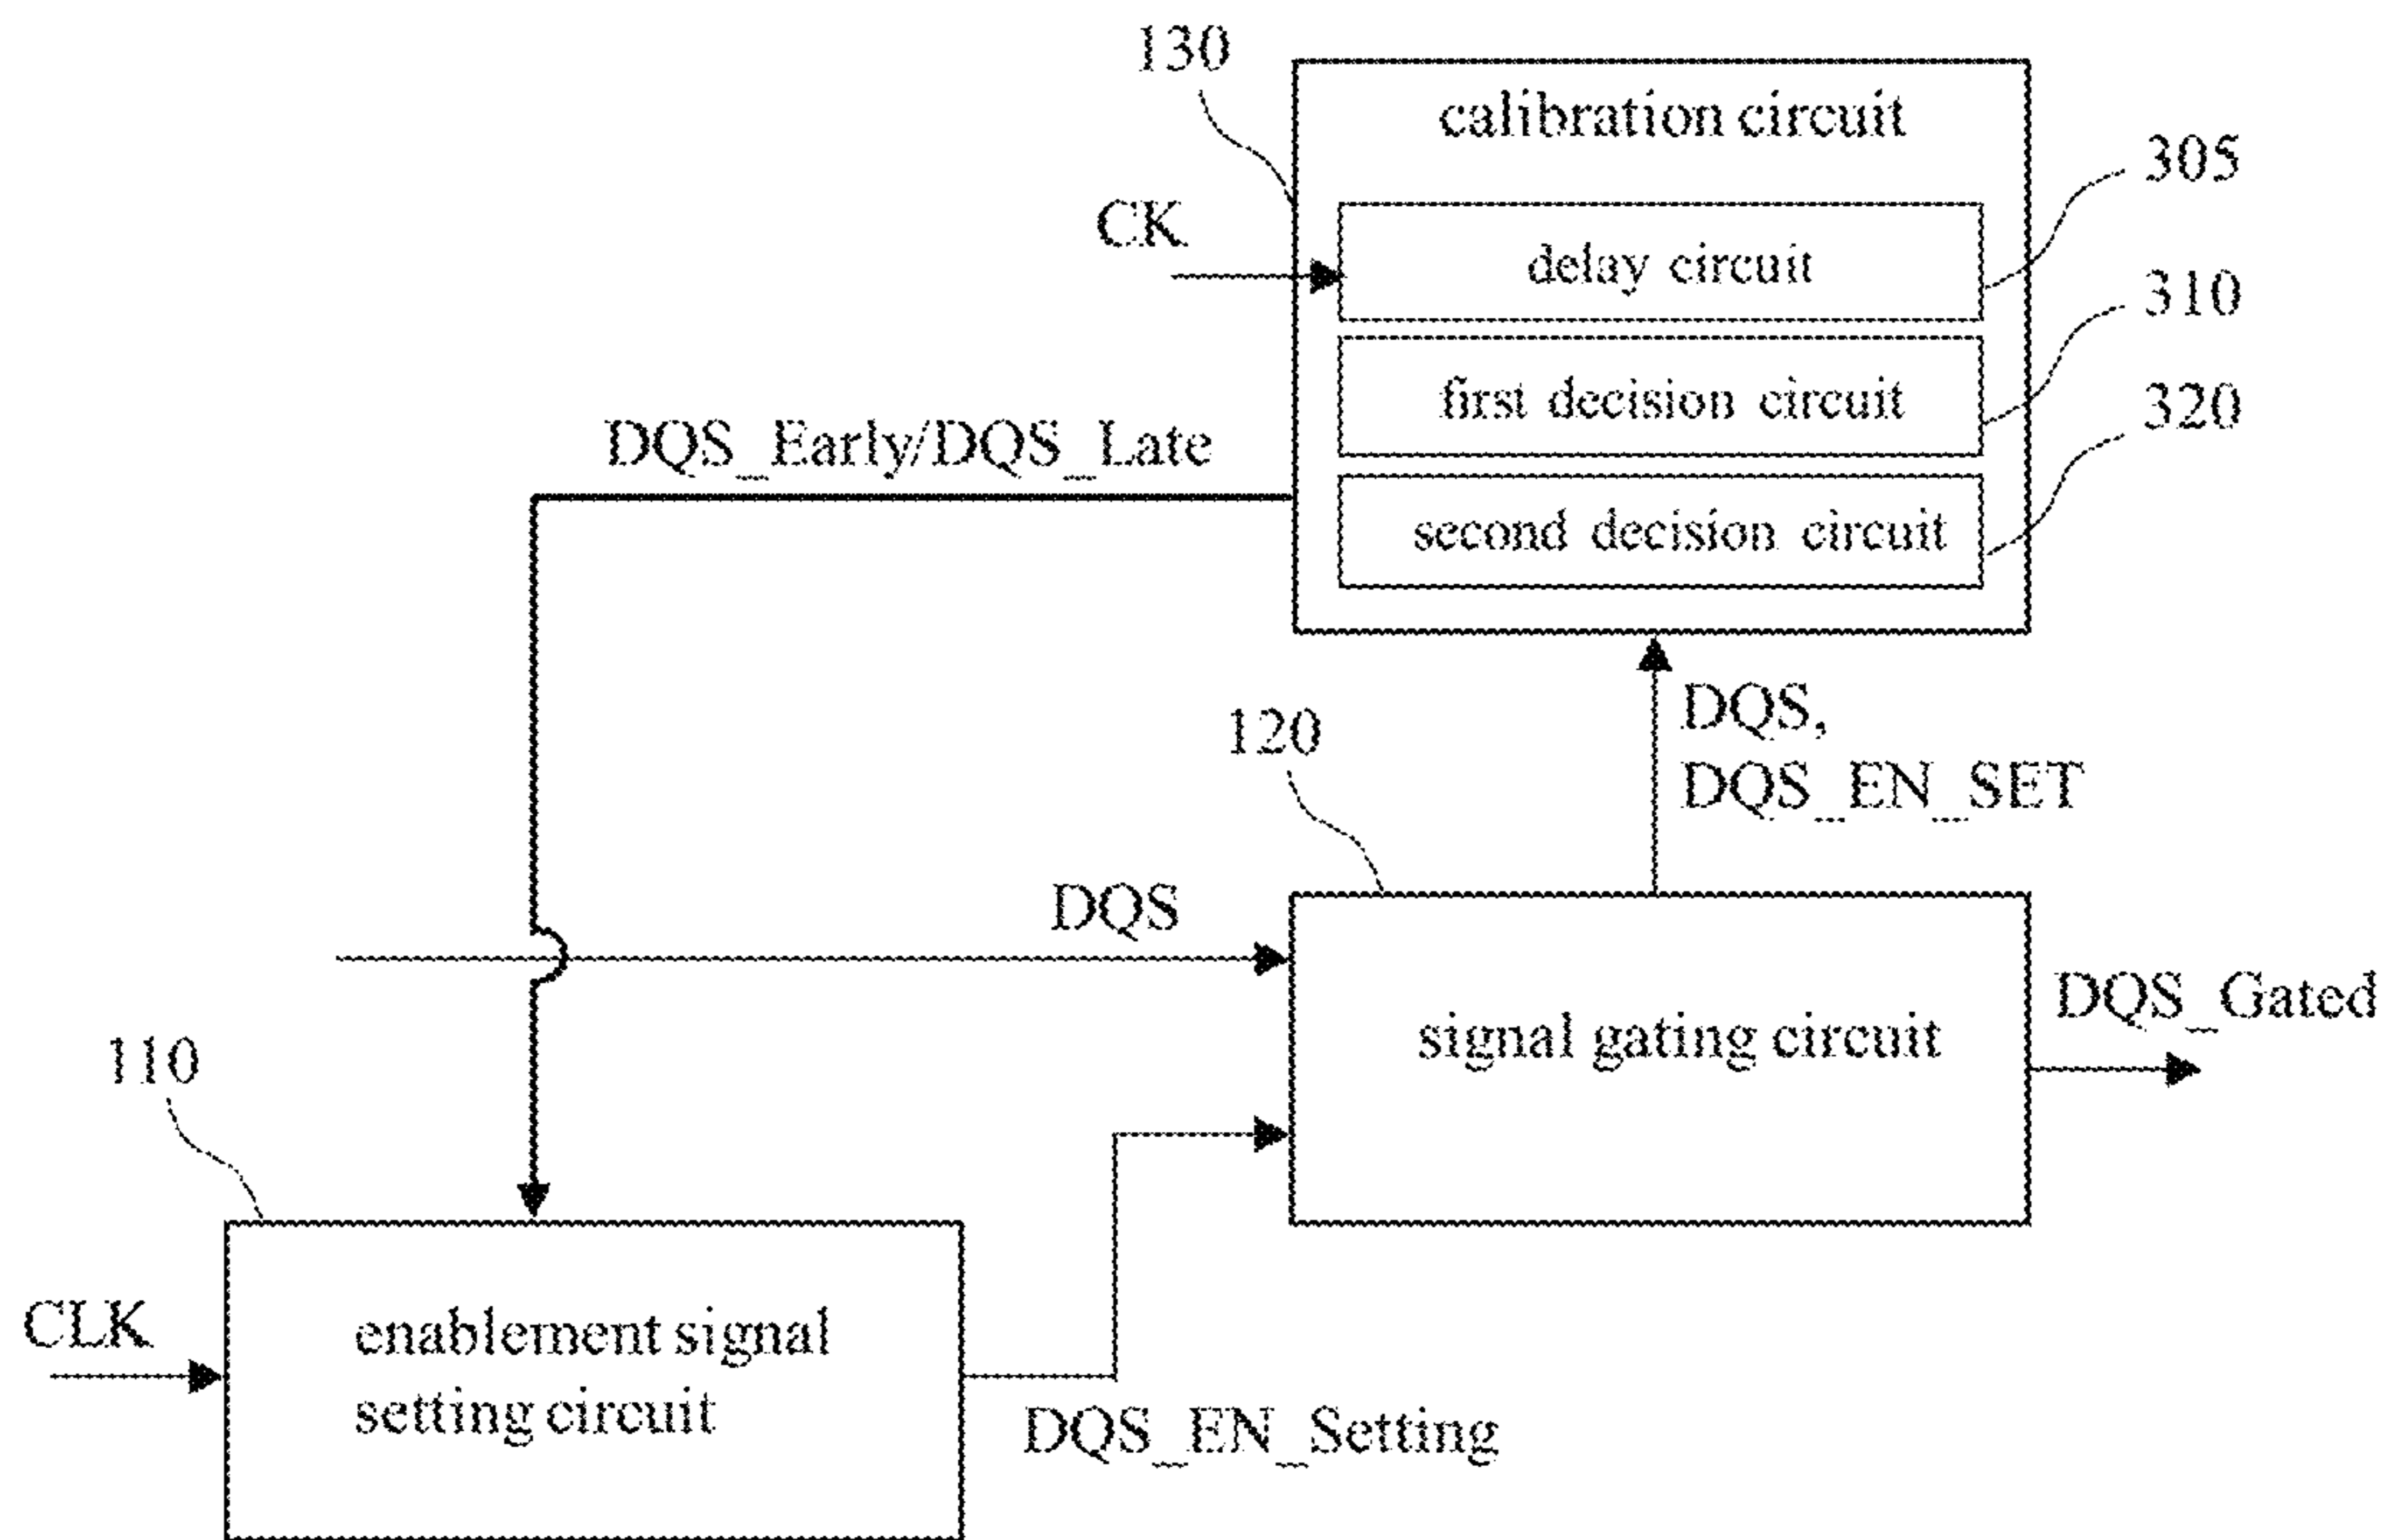 130
calibration circuit
305
CK
delay circuit
310
first decision circuit
320
DQS_Early/DQS_Late
second decision circuit
DQS,
120
DQS_EN_SET
DQS
DQS_Gated
signal gating circuit
110
CLK
enablement signal
setting circuit
DQS_EN_Setting